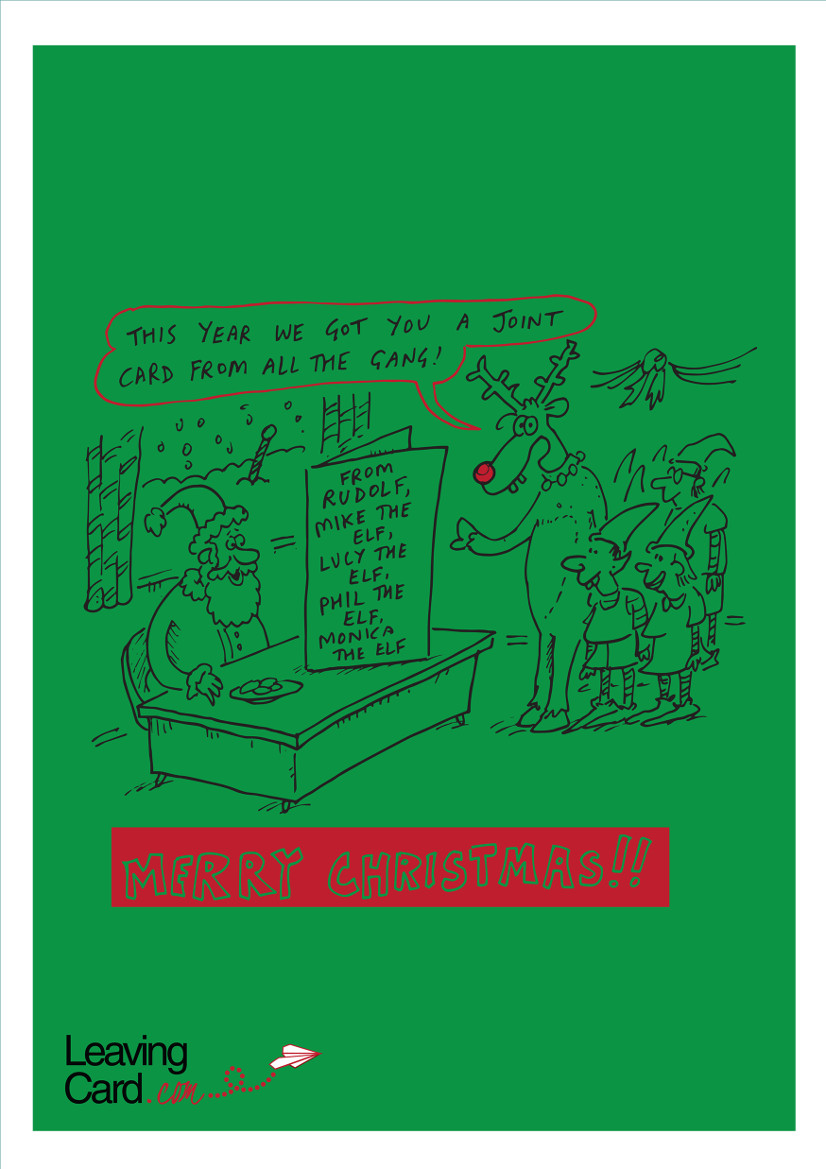 THIS YEAR WE GOT YOU A JOINT
CARD FROM ALL THE GANG!
FROM
RUDOLF,
MIKE THE
ELF,
LUCY THE
ELF,
PHIL THE
ELF,
MONICA
THE ELF
MERRY CHRISTMAS!!
Leaving
Card.com